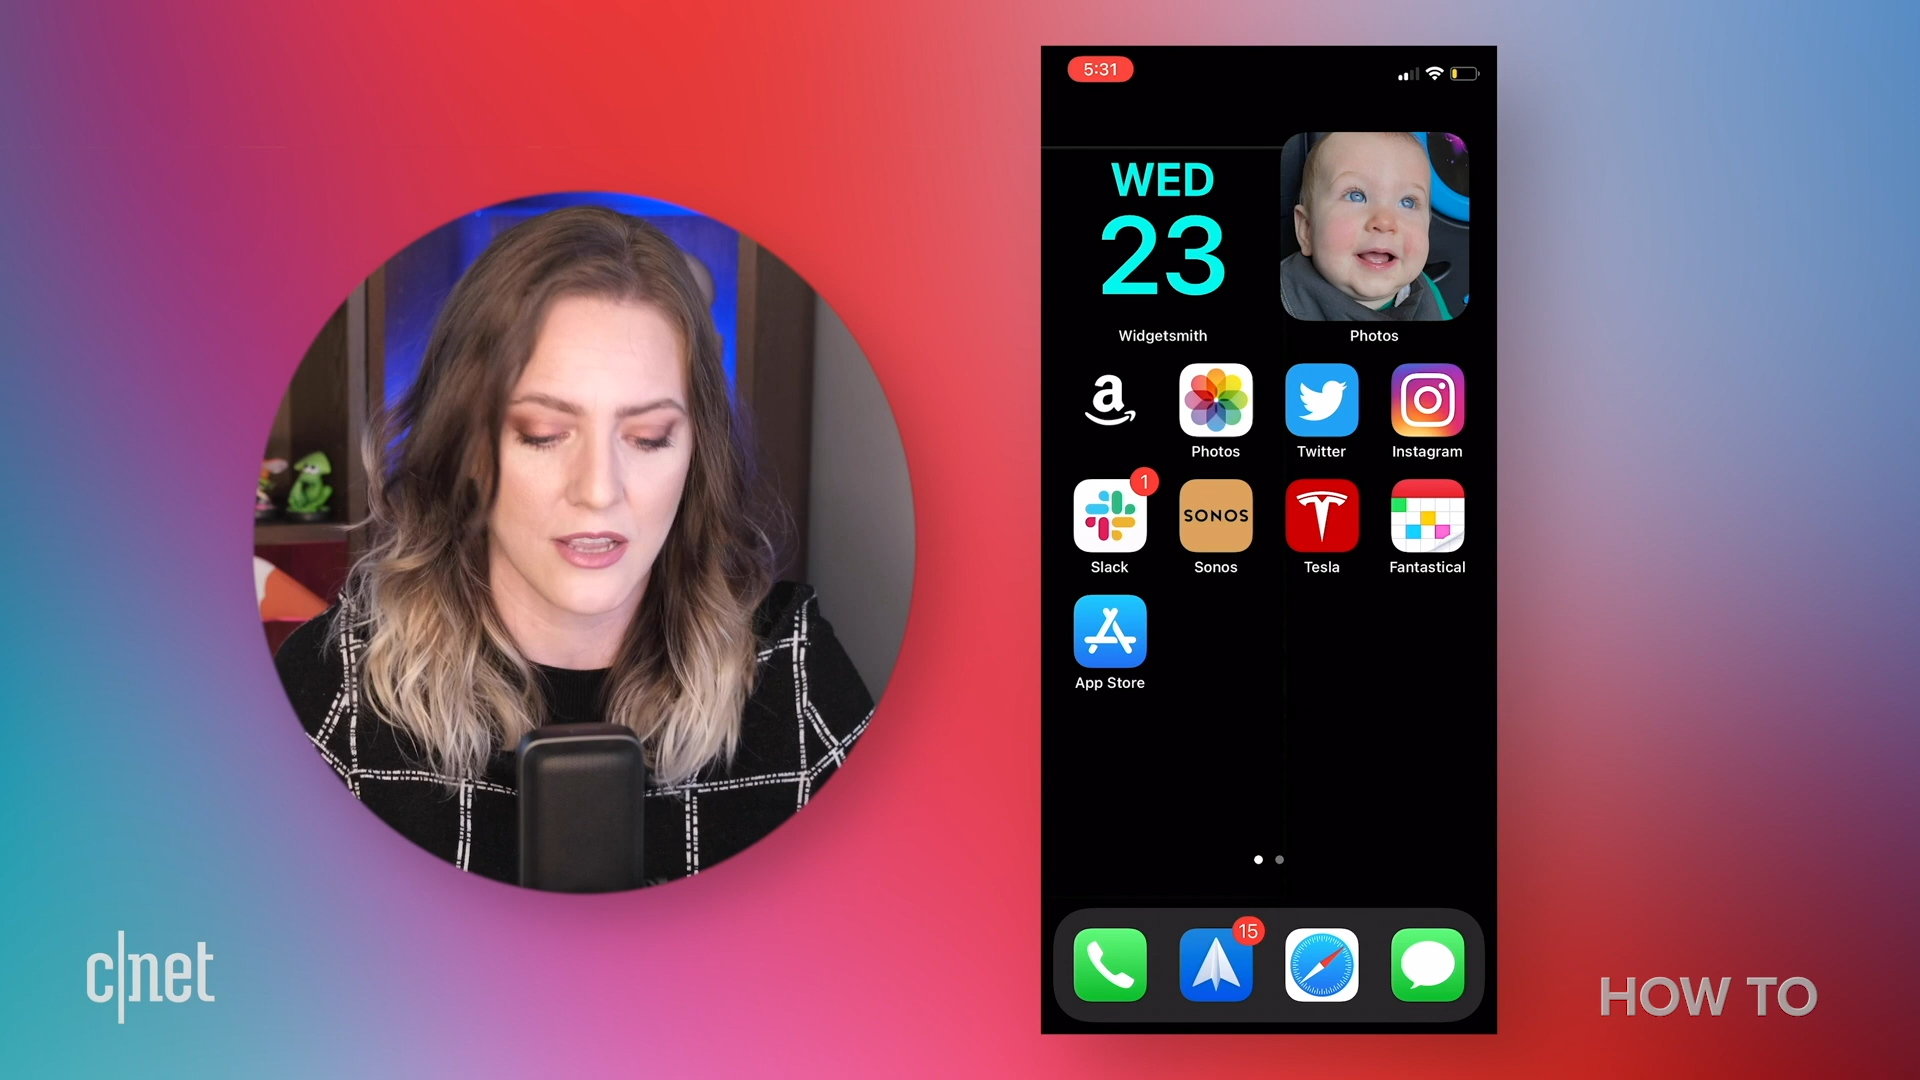 5:31
WED
23
Widgetsmith
Photos
a
Photos
Twitter
Instagram
1
SONOS
Slack
Sonos
Tesla
Fantastical
App Store
15
c|net
HOW TO